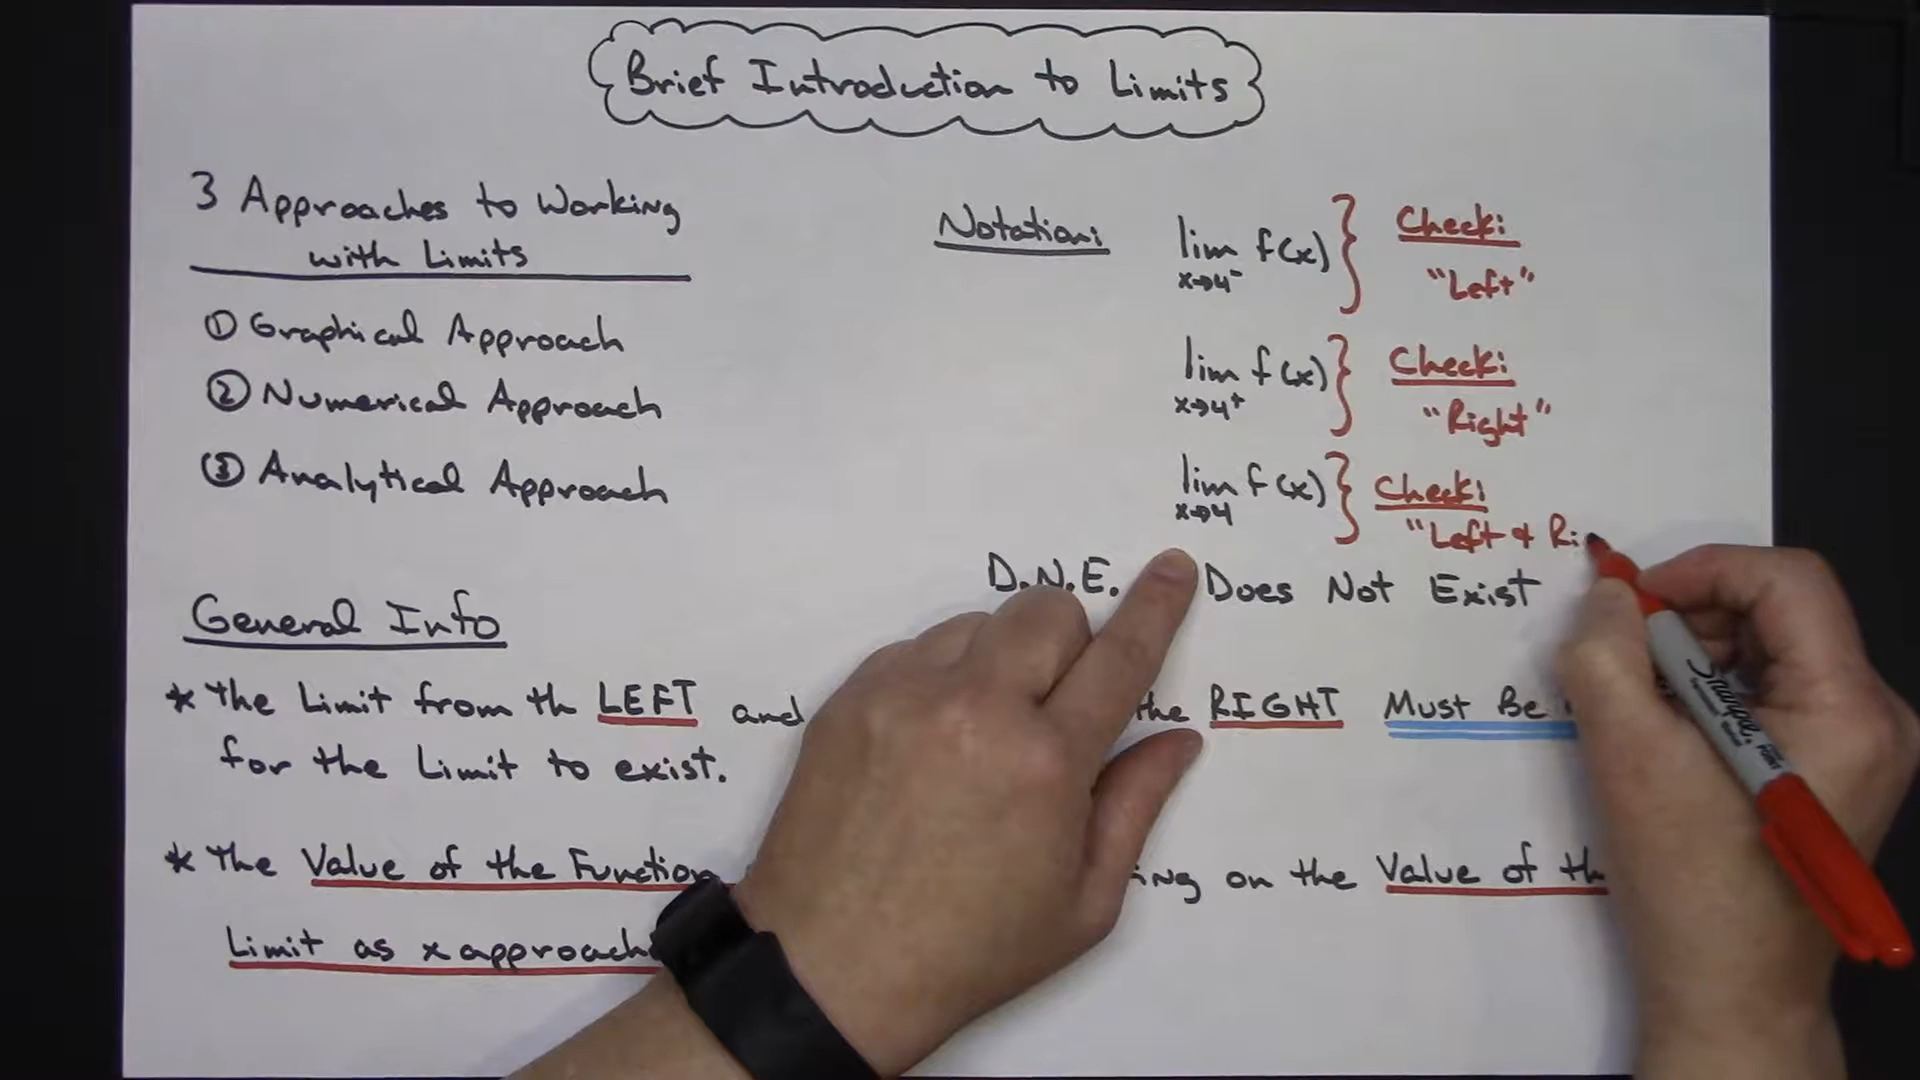 Brief Introduction to Limits
3 Approaches to Working
with Limits
① Graphical Approach
② Numerical Approach
③ Analytical Approach
Notation:
lim f(x) } Check:
x→4⁻ "Left"
lim f(x) } Check:
x→4⁺ "Right"
lim f(x) } Check:
x→4 "Left & Ri
D.N.E. Does Not Exist
General Info
* The Limit from th LEFT and the RIGHT Must Be
for the Limit to exist.
* The Value of the Function on the Value of th
Limit as x approach
Sharpie